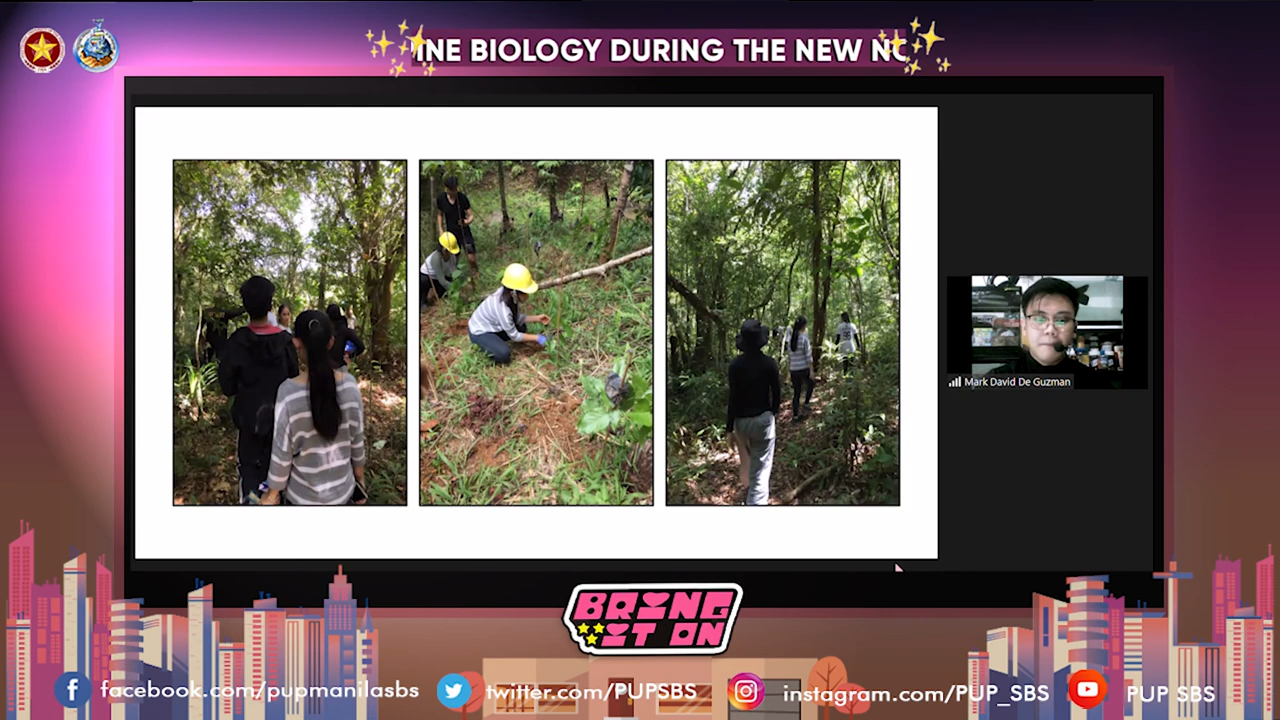 INE BIOLOGY DURING THE NEW NO
Mark David De Guzman
BRING
IT ON
facebook.com/pupmanilasbs
twitter.com/PUPSBS
instagram.com/PUP_SBS
PUP SBS